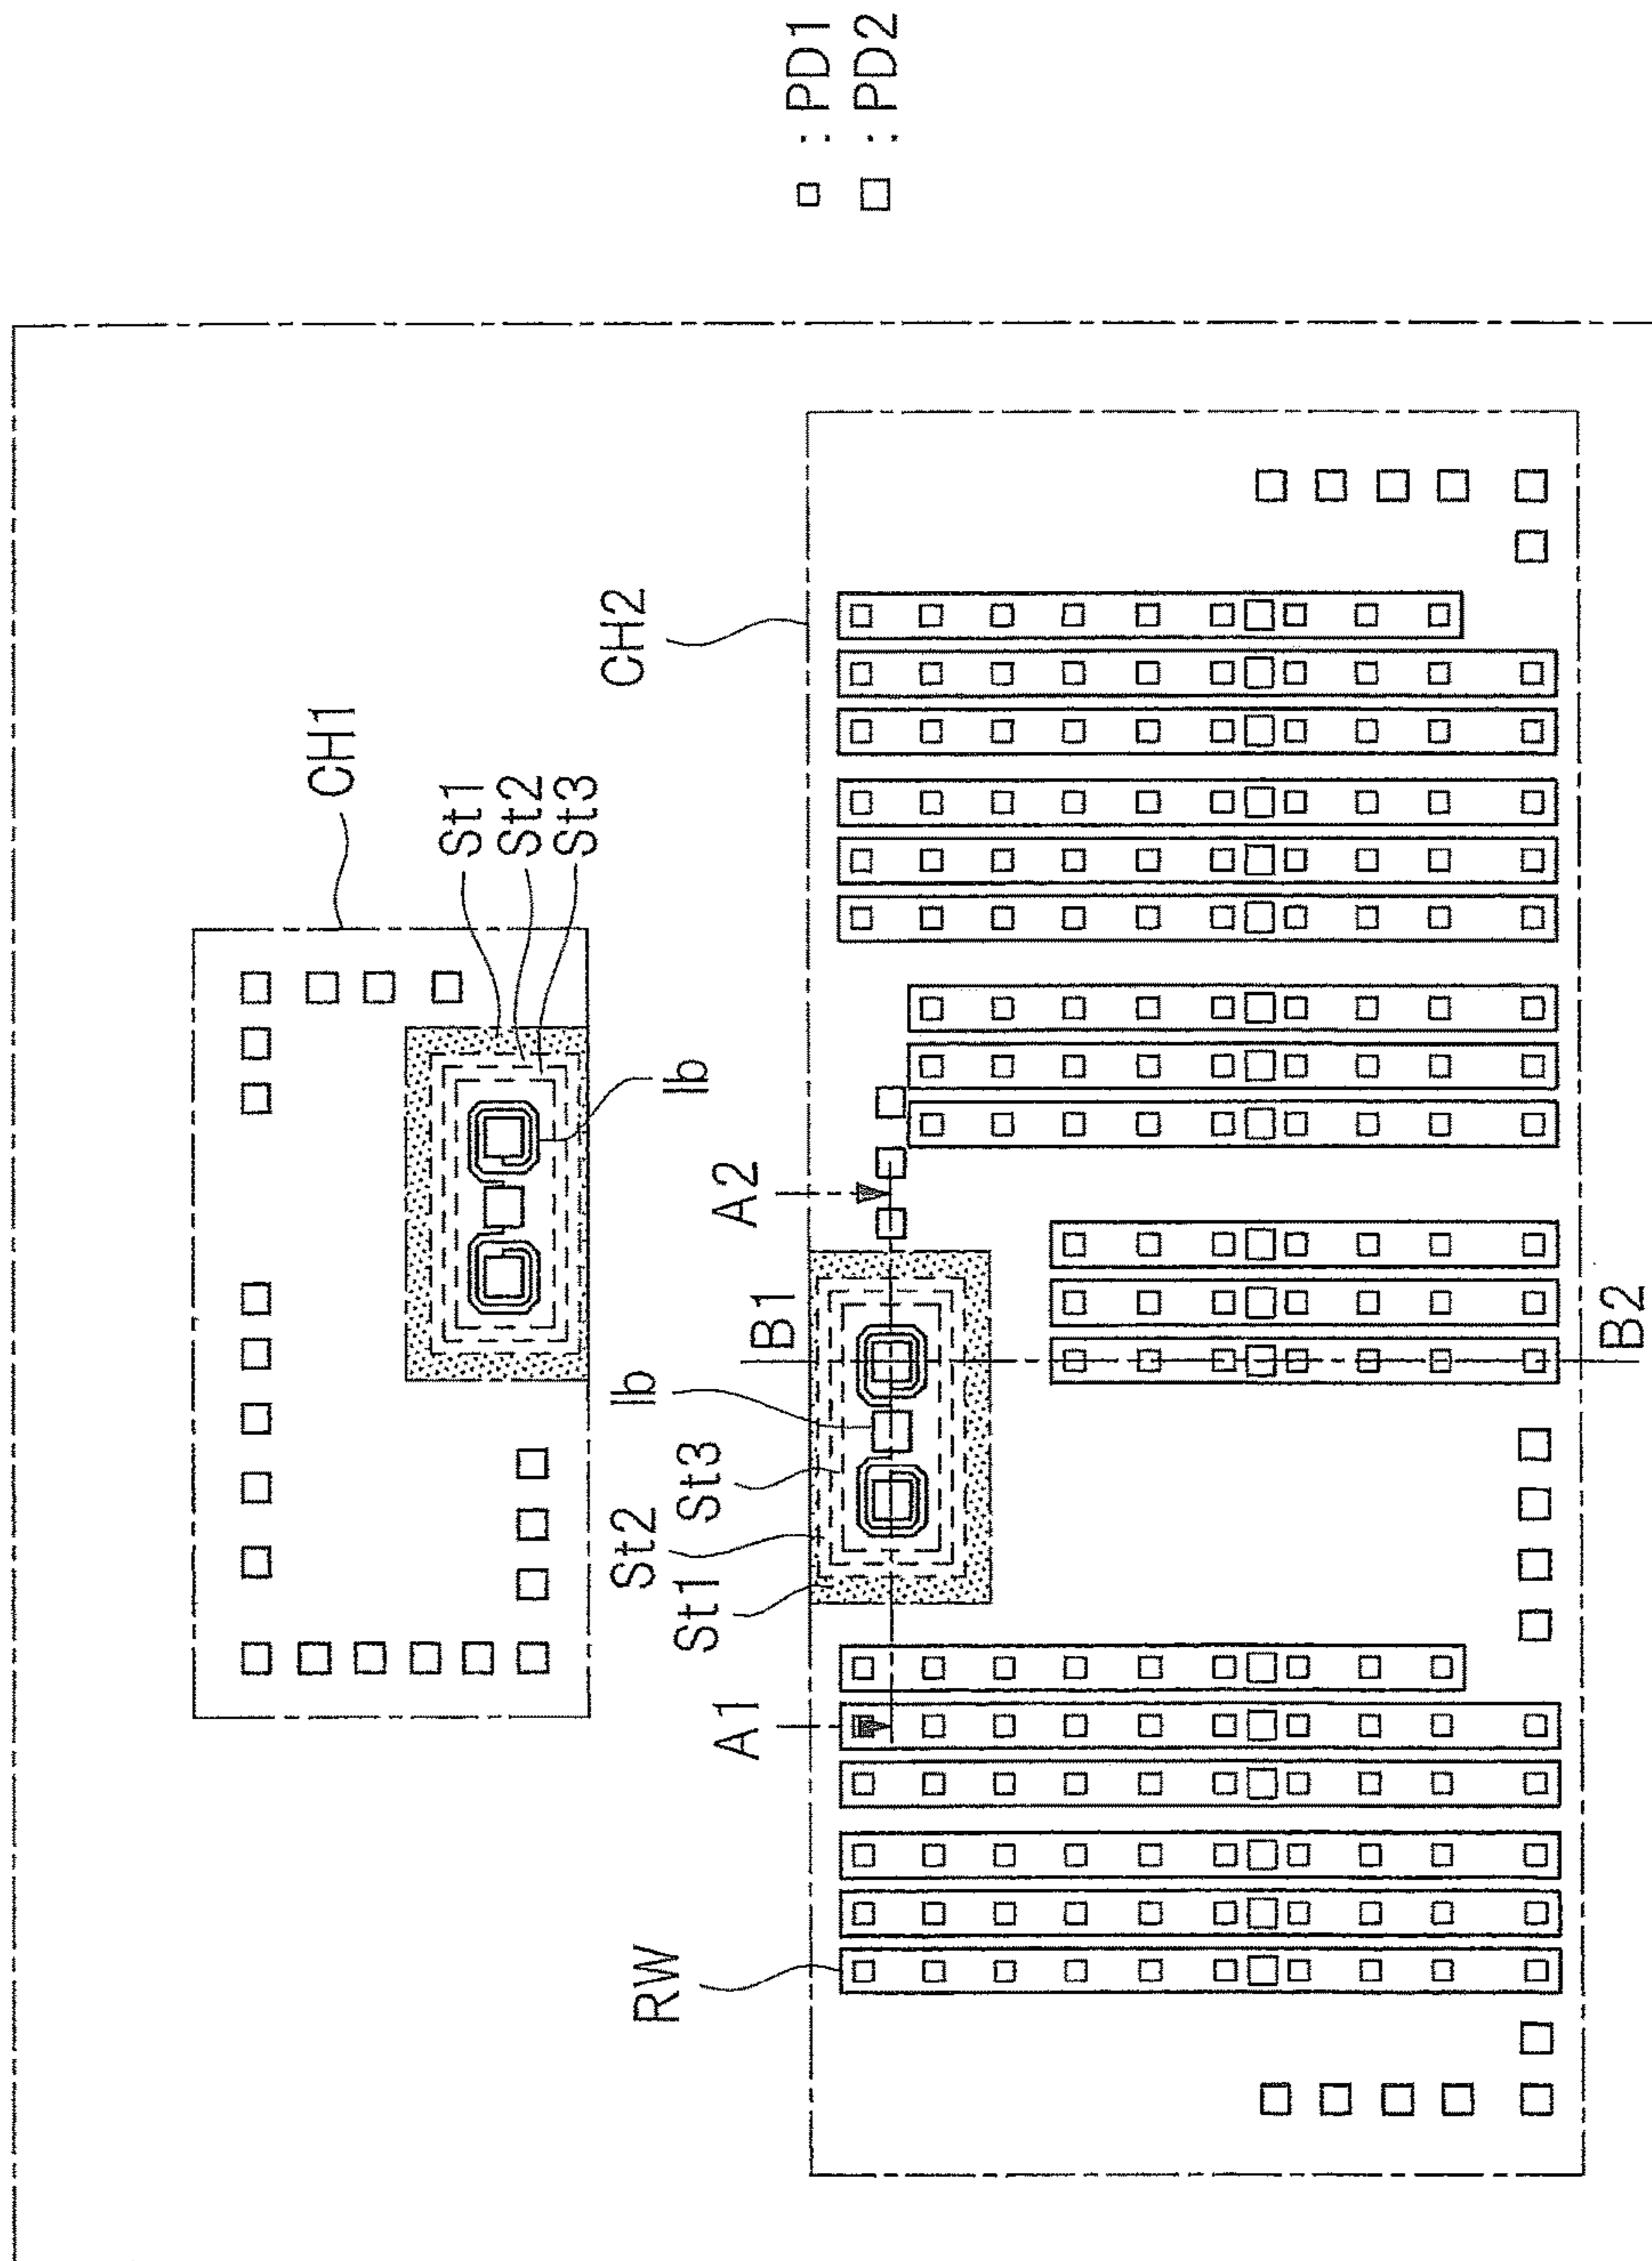 CH1
St1
St2
St3
Ib
CH2
RW
St1
St2
St3
Ib
A1
A2
B1
B2
: PD1
: PD2